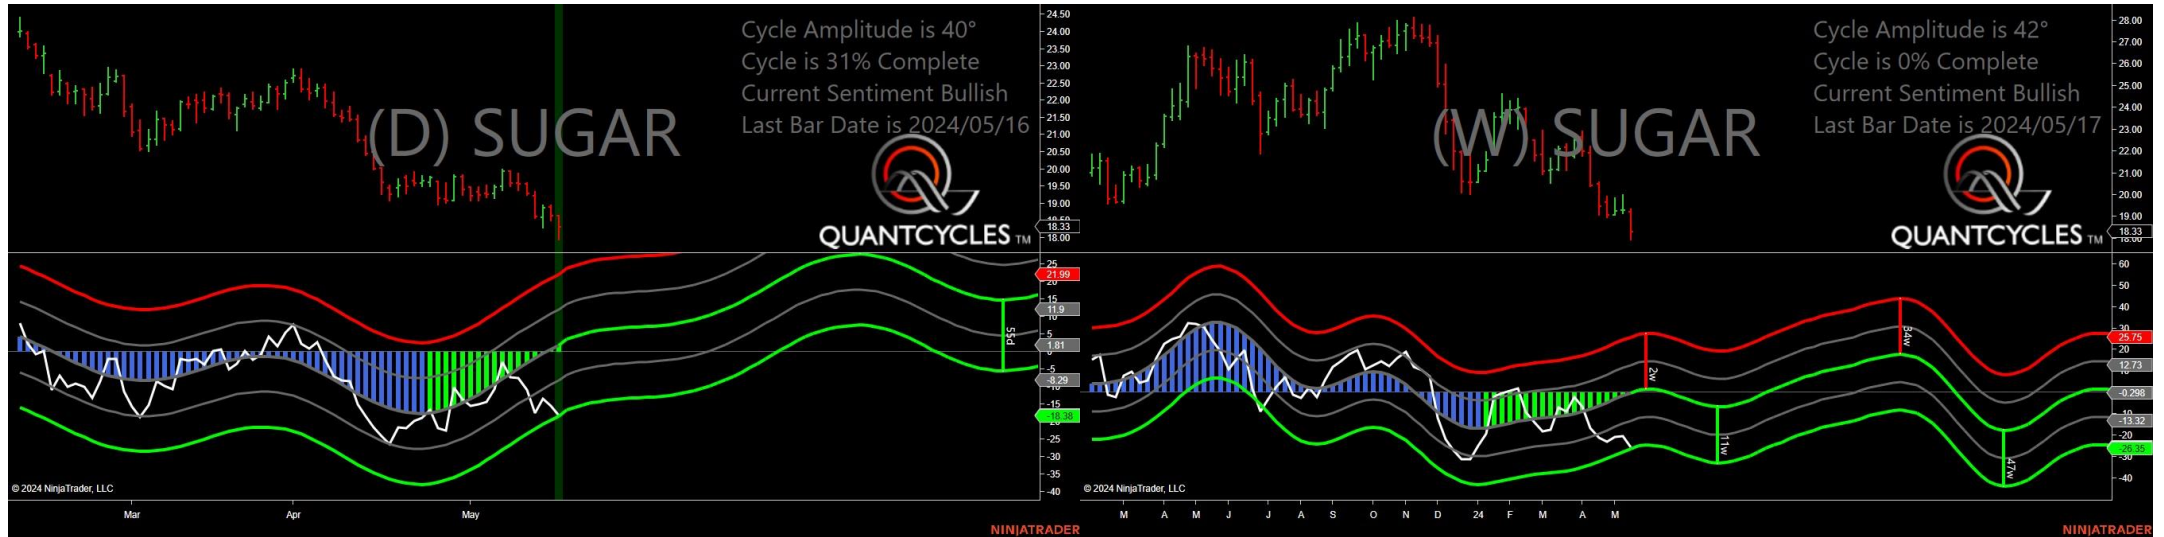 Cycle Amplitude is 40°
Cycle is 31% Complete
Current Sentiment Bullish
Last Bar Date is 2024/05/16
(D) SUGAR
QUANTCYCLES TM
24.50
24.00
23.50
23.00
22.50
22.00
21.50
21.00
20.50
20.00
19.50
19.00
18.33
18.00
25
21.99
15
11.9
5
1.81
-5
-8.29
-15
-18.38
-25
-30
-35
-40
55d
© 2024 NinjaTrader, LLC
Mar Apr May
NINJATRADER
Cycle Amplitude is 42°
Cycle is 0% Complete
Current Sentiment Bullish
Last Bar Date is 2024/05/17
(W) SUGAR
QUANTCYCLES TM
28.00
27.00
26.00
25.00
24.00
23.00
22.00
21.00
20.00
19.00
18.33
60
50
40
30
25.75
20
12.73
-0.298
-10
-13.32
-20
-26.35
-30
-40
2w
11w
34w
47w
© 2024 NinjaTrader, LLC
M A M J J A S O N D 24 F M A M
NINJATRADER